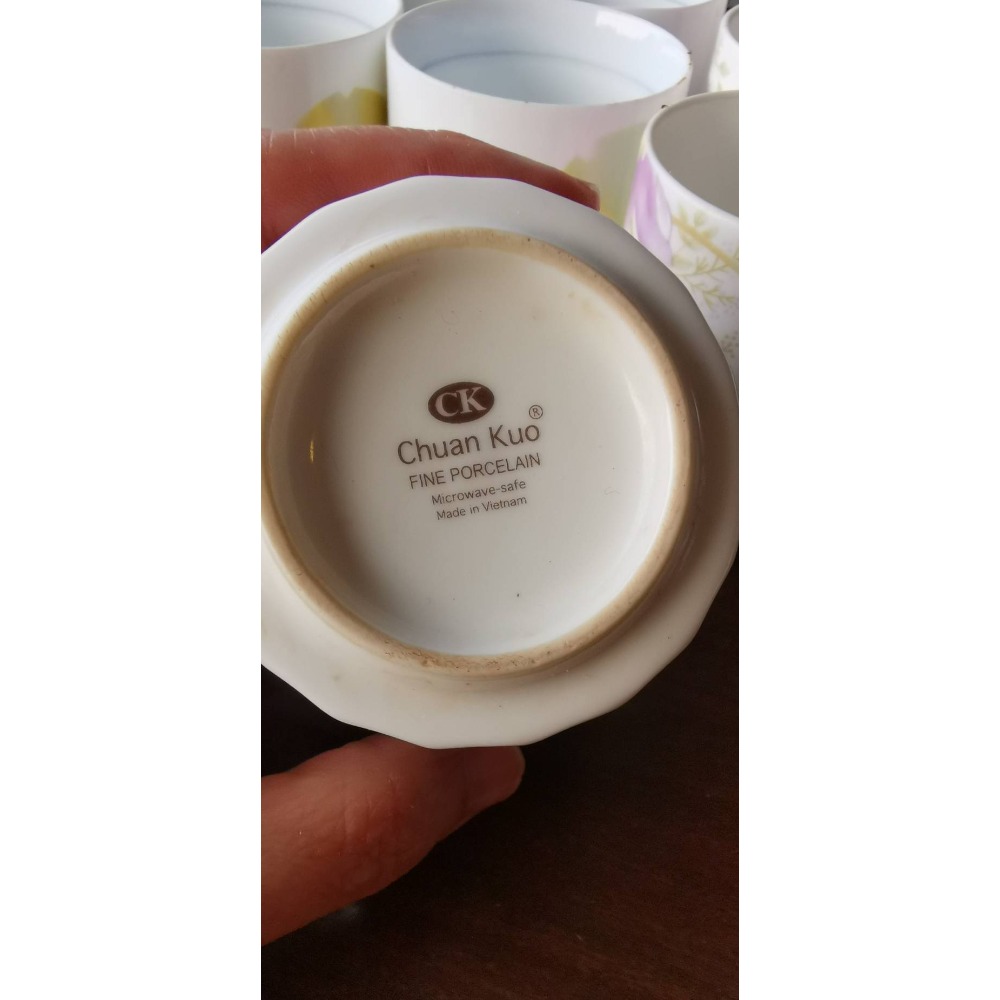 CK
Chuan Kuo®
FINE PORCELAIN
Microwave-safe
Made in Vietnam